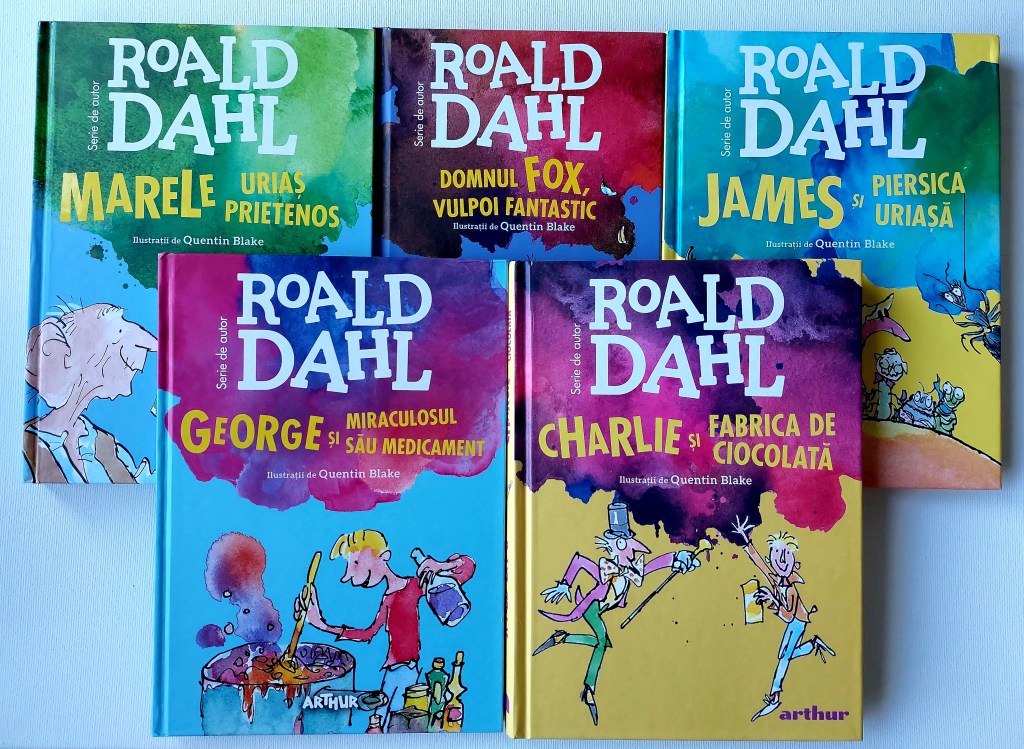 Serie de autor
ROALD
DAHL
MARELE URIAȘ
PRIETENOS
Ilustrații de Quentin Blake
ROALD
DAHL
DOMNUL FOX,
VULPOI FANTASTIC
Ilustrații de Quentin Blake
Serie de autor
ROALD
DAHL
JAMES ȘI PIERSICA
URIAȘĂ
Ilustrații de Quentin Blake
Serie de autor
ROALD
DAHL
GEORGE ȘI MIRACULOSUL
SĂU MEDICAMENT
Ilustrații de Quentin Blake
ARTHUR
Serie de autor
ROALD
DAHL
CHARLIE ȘI FABRICA DE
CIOCOLATĂ
Ilustrații de Quentin Blake
arthur